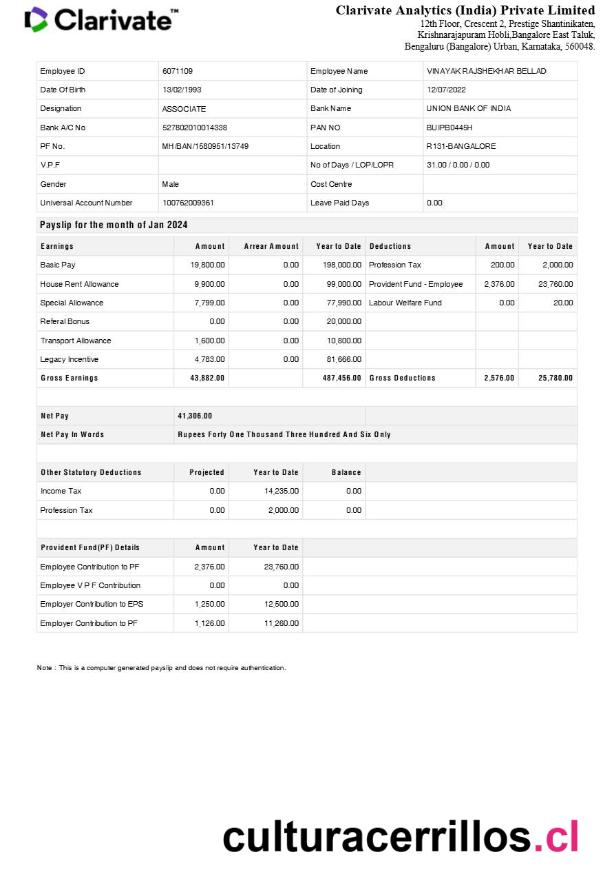 Clarivate™
Clarivate Analytics (India) Private Limited
12th Floor, Crescent 2, Prestige Shantiniketan,
Krishnarajapuram Hobli,Bangalore East Taluk,
Bengaluru (Bangalore) Urban, Karnataka, 560048.
Employee ID 6071109 Employee Name VINAYAK RAJSHEKHAR BELLAD
Date Of Birth 13/02/1993 Date of Joining 12/07/2022
Designation ASSOCIATE Bank Name UNION BANK OF INDIA
Bank A/C No 527802010014338 PAN NO BUIPB0445H
PF No. MH/BAN/1580951/13749 Location R131-BANGALORE
V.P.F No of Days / LOP/LOPR 31.00 / 0.00 / 0.00
Gender Male Cost Centre
Universal Account Number 100762009361 Leave Paid Days 0.00
Payslip for the month of Jan 2024
Earnings Amount Arrear Amount Year to Date Deductions Amount Year to Date
Basic Pay 19,800.00 0.00 198,000.00 Profession Tax 200.00 2,000.00
House Rent Allowance 9,900.00 0.00 99,000.00 Provident Fund - Employee 2,376.00 23,760.00
Special Allowance 7,799.00 0.00 77,990.00 Labour Welfare Fund 0.00 20.00
Referal Bonus 0.00 0.00 20,000.00
Transport Allowance 1,600.00 0.00 10,800.00
Legacy Incentive 4,783.00 0.00 81,666.00
Gross Earnings 43,882.00 487,456.00 Gross Deductions 2,576.00 25,780.00
Net Pay 41,306.00
Net Pay In Words Rupees Forty One Thousand Three Hundred And Six Only
Other Statutory Deductions Projected Year to Date Balance
Income Tax 0.00 14,235.00 0.00
Profession Tax 0.00 2,000.00 0.00
Provident Fund(PF) Details Amount Year to Date
Employee Contribution to PF 2,376.00 23,760.00
Employee V P F Contribution 0.00 0.00
Employer Contribution to EPS 1,250.00 12,500.00
Employer Contribution to PF 1,126.00 11,260.00
Note : This is a computer generated payslip and does not require authentication.
culturacerrillos.cl